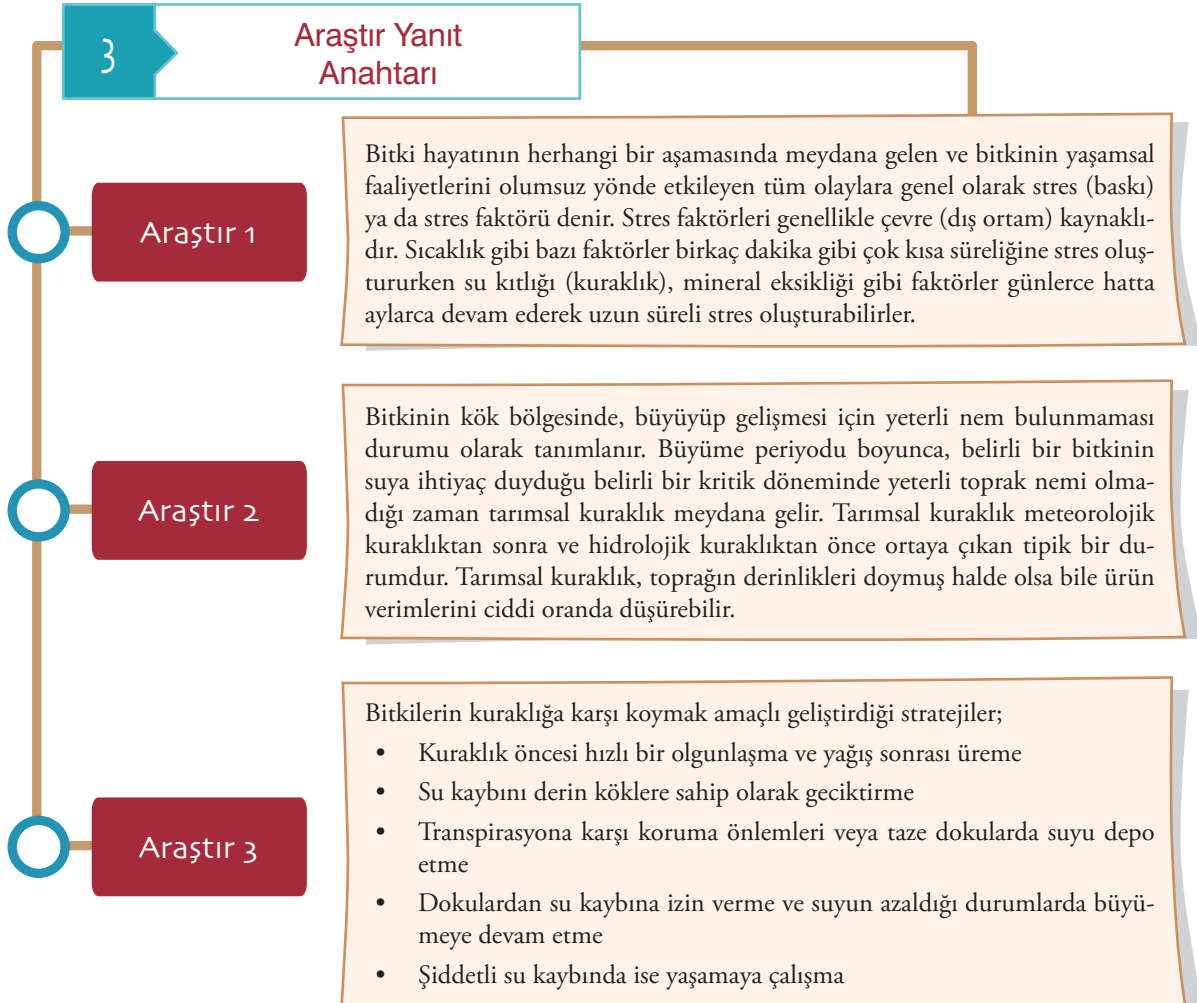 3
Araştır Yanıt
Anahtarı
Araştır 1
Bitki hayatının herhangi bir aşamasında meydana gelen ve bitkinin yaşamsal
faaliyetlerini olumsuz yönde etkileyen tüm olaylara genel olarak stres (baskı)
ya da stres faktörü denir. Stres faktörleri genellikle çevre (dış ortam) kaynaklı-
dır. Sıcaklık gibi bazı faktörler birkaç dakika gibi çok kısa süreliğine stres oluş-
tururken su kıtlığı (kuraklık), mineral eksikliği gibi faktörler günlerce hatta
aylarca devam ederek uzun süreli stres oluşturabilirler.
Araştır 2
Bitkinin kök bölgesinde, büyüyüp gelişmesi için yeterli nem bulunmaması
durumu olarak tanımlanır. Büyüme periyodu boyunca, belirli bir bitkinin
suya ihtiyaç duyduğu belirli bir kritik döneminde yeterli toprak nemi olma-
dığı zaman tarımsal kuraklık meydana gelir. Tarımsal kuraklık meteorolojik
kuraklıktan sonra ve hidrolojik kuraklıktan önce ortaya çıkan tipik bir du-
rumdur. Tarımsal kuraklık, toprağın derinlikleri doymuş halde olsa bile ürün
verimlerini ciddi oranda düşürebilir.
Araştır 3
Bitkilerin kuraklığa karşı koymak amaçlı geliştirdiği stratejiler;
• Kuraklık öncesi hızlı bir olgunlaşma ve yağış sonrası üreme
• Su kaybını derin köklere sahip olarak geciktirme
• Transpirasyona karşı koruma önlemleri veya taze dokularda suyu depo
etme
• Dokulardan su kaybına izin verme ve suyun azaldığı durumlarda büyü-
meye devam etme
• Şiddetli su kaybında ise yaşamaya çalışma